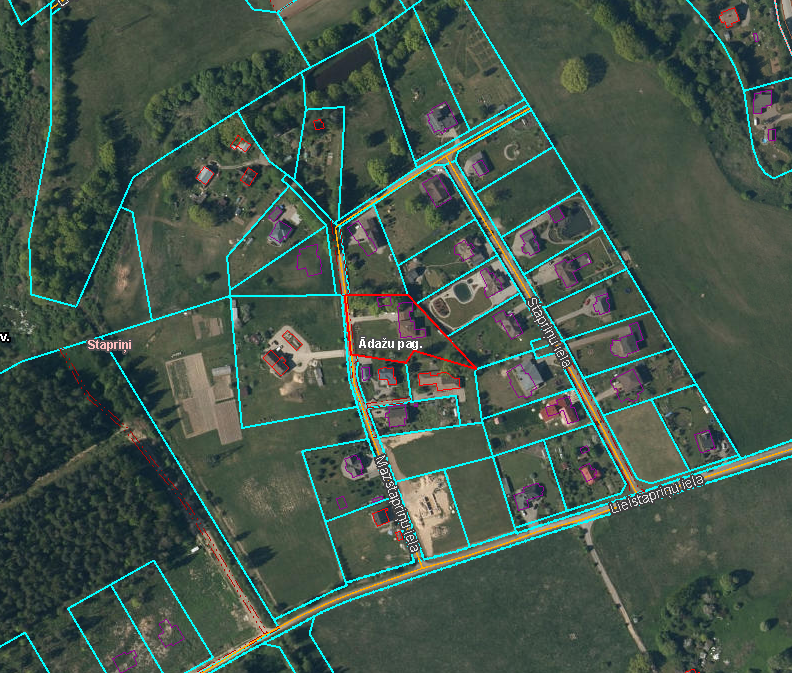 v.
Stapriņi
Ādažu pag.
Stapriņu iela
Mazstapriņu iela
Lielstapriņu iela